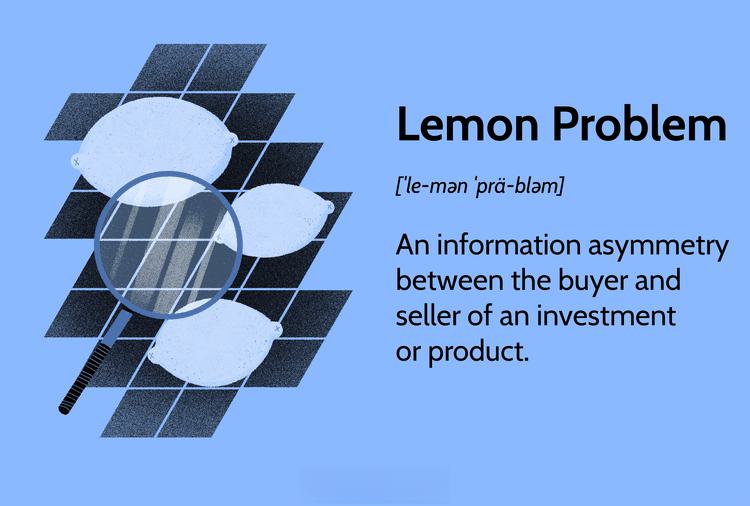 Lemon Problem
[ˈle-mən ˈprä-bləm]
An information asymmetry
between the buyer and
seller of an investment
or product.